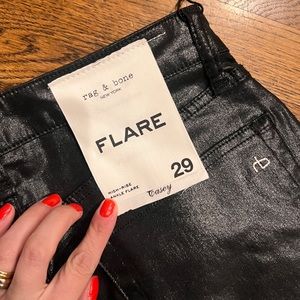 rag & bone
NEW YORK
FLARE
29
HIGH-RISE
ANKLE FLARE
Casey
rb